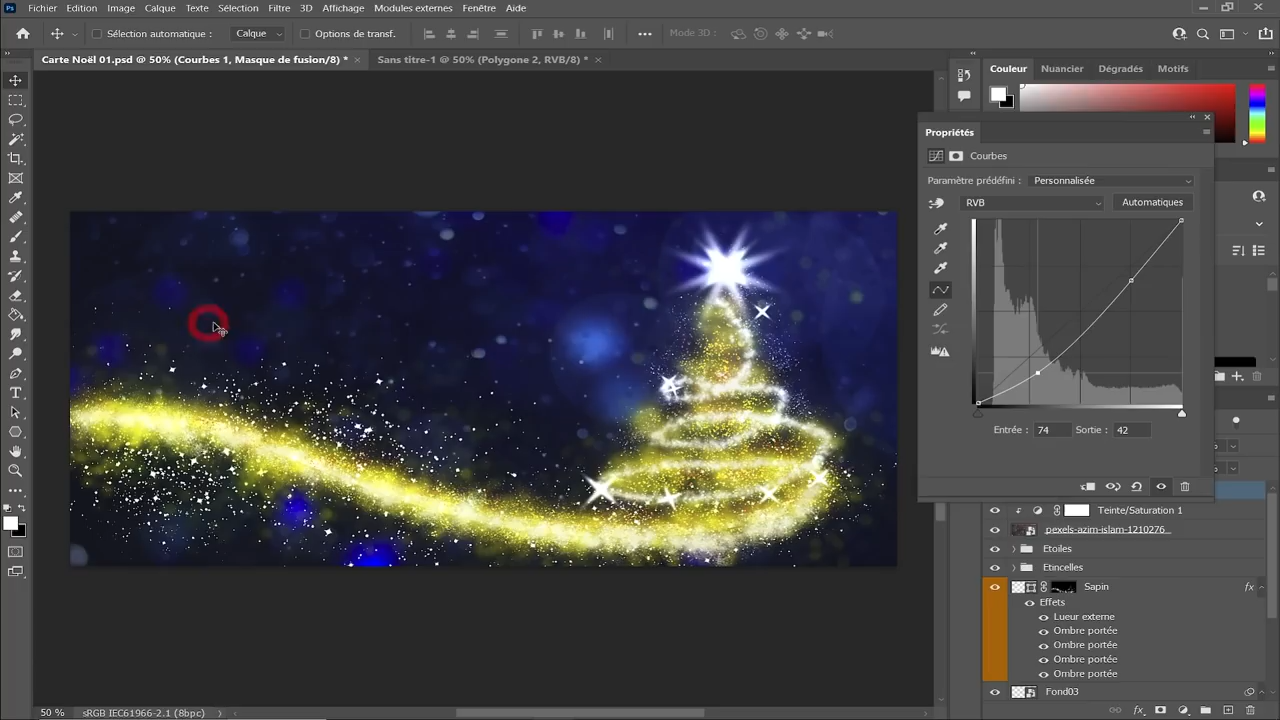 Ps Fichier Edition Image Calque Texte Sélection Filtre 3D Affichage Modules externes Fenêtre Aide
Sélection automatique : Calque Options de transf. Mode 3D :
Carte Noël 01.psd @ 50% (Courbes 1, Masque de fusion/8) * Sans titre-1 @ 50% (Polygone 2, RVB/8) *
Couleur Nuancier Dégradés Motifs
Propriétés
Courbes
Paramètre prédéfini : Personnalisée
RVB Automatiques
Entrée : 74 Sortie : 42
Teinte/Saturation 1
pexels-azim-islam-1210276...
Etoiles
Etincelles
Sapin fx
Effets
Lueur externe
Ombre portée
Ombre portée
Ombre portée
Ombre portée
Fond03
50 % sRGB IEC61966-2.1 (8bpc)
fx